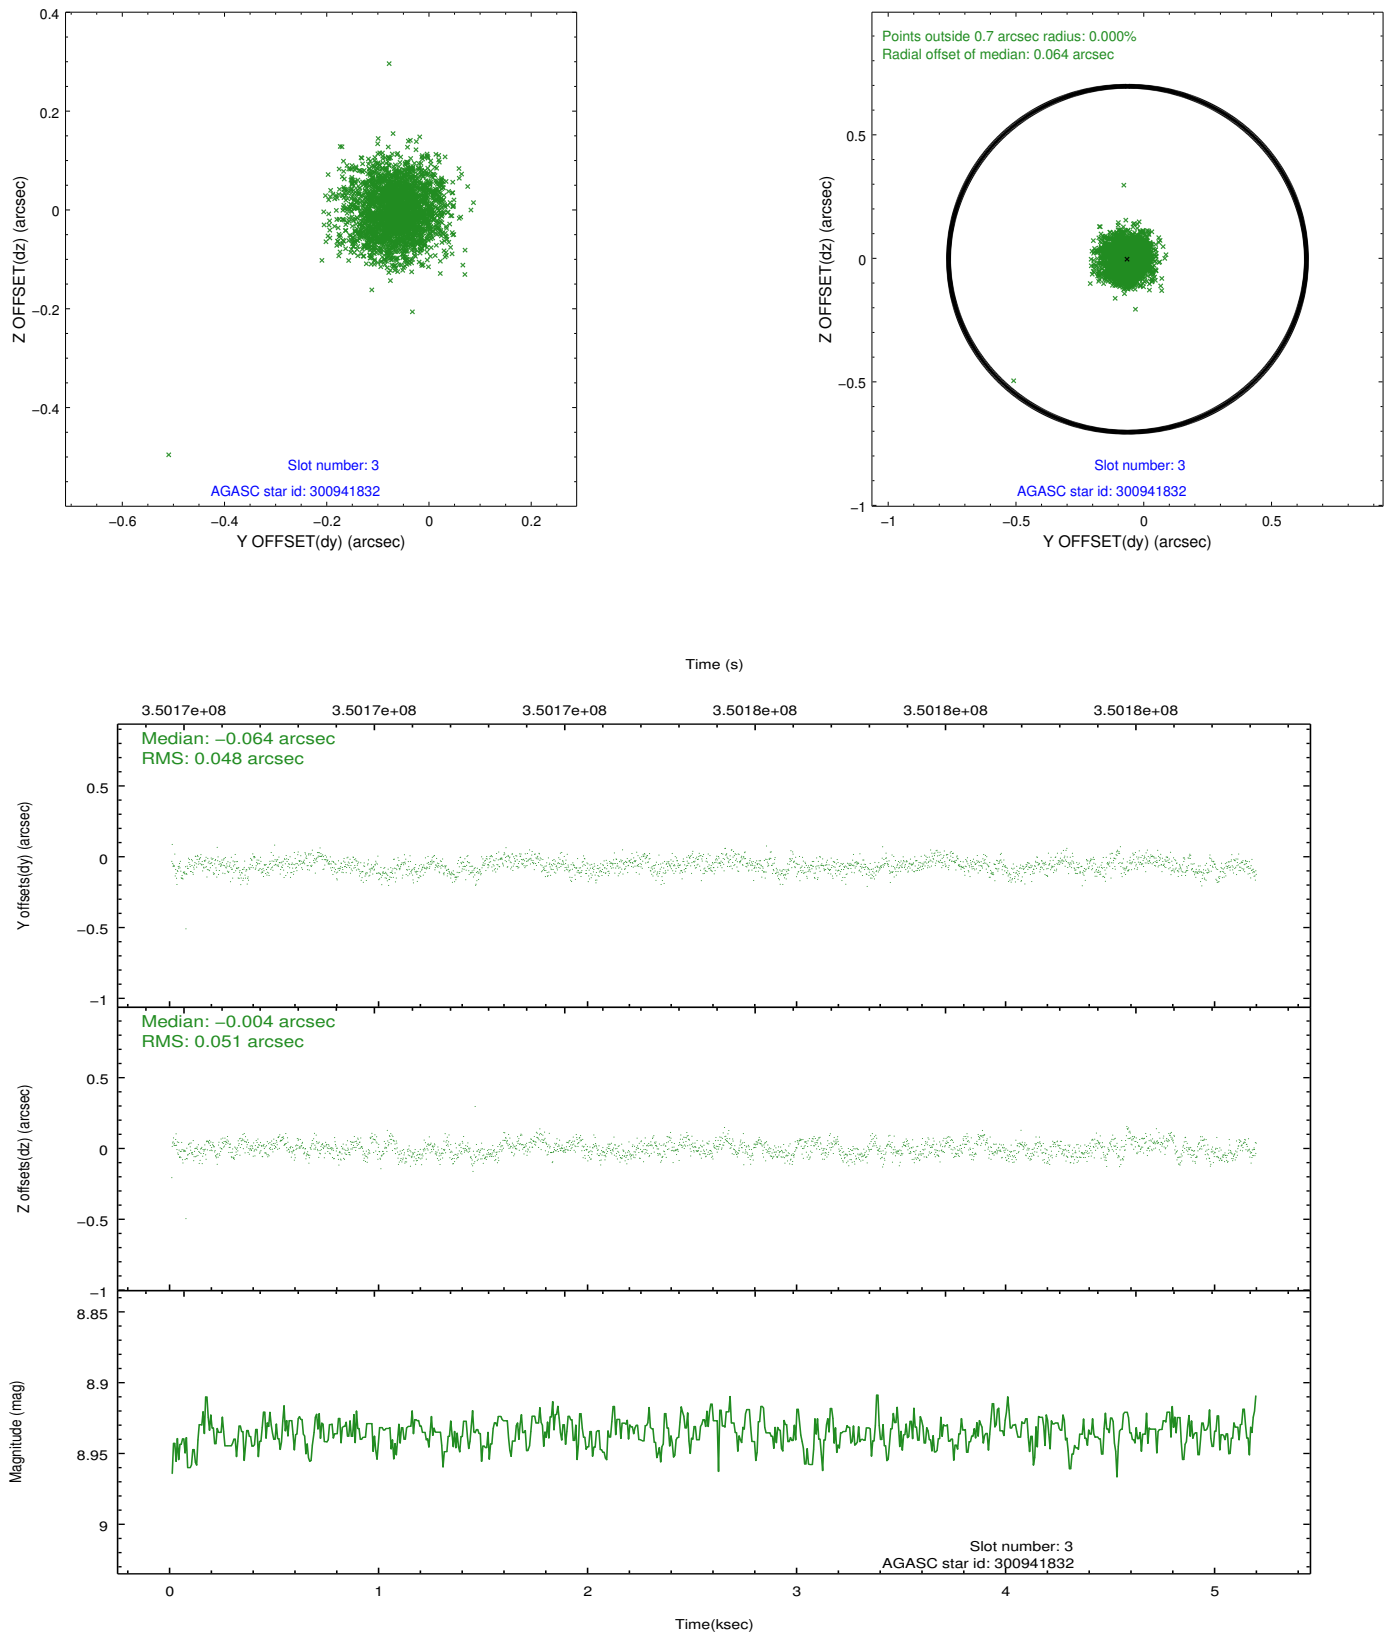 0.4
0.2
0
−0.2
−0.4
Z OFFSET(dz) (arcsec)
Slot number: 3
AGASC star id: 300941832
−0.6 −0.4 −0.2 0 0.2
Y OFFSET(dy) (arcsec)
Points outside 0.7 arcsec radius: 0.000%
Radial offset of median: 0.064 arcsec
0.5
0
−0.5
−1
Z OFFSET(dz) (arcsec)
Slot number: 3
AGASC star id: 300941832
−1 −0.5 0 0.5
Y OFFSET(dy) (arcsec)
Time (s)
3.5017e+08 3.5017e+08 3.5017e+08 3.5018e+08 3.5018e+08 3.5018e+08
Median: −0.064 arcsec
RMS: 0.048 arcsec
0.5
0
−0.5
−1
Y offsets(dy) (arcsec)
Median: −0.004 arcsec
RMS: 0.051 arcsec
0.5
0
−0.5
−1
Z offsets(dz) (arcsec)
8.85
8.9
8.95
9
Magnitude (mag)
Slot number: 3
AGASC star id: 300941832
0 1 2 3 4 5
Time(ksec)